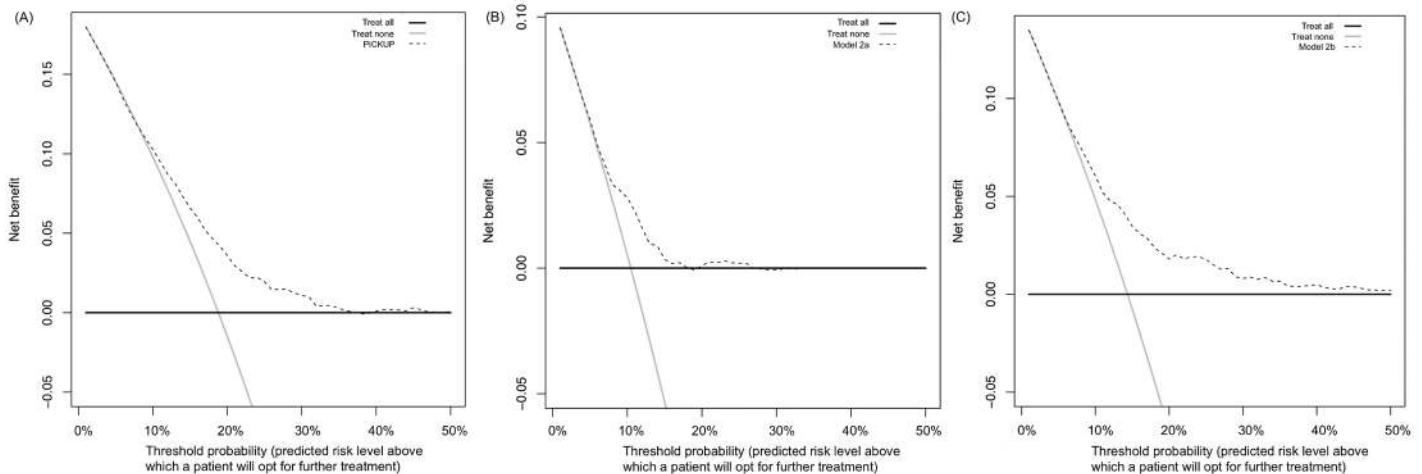 (A)
Treat all
Treat none
PICKUP
0.15
0.10
0.05
0.00
−0.05
Net benefit
0%
10%
20%
30%
40%
50%
Threshold probability (predicted risk level above
which a patient will opt for further treatment)
(B)
Treat all
Treat none
Model 2a
0.10
0.05
0.00
−0.05
Net benefit
0%
10%
20%
30%
40%
50%
Threshold probability (predicted risk level above
which a patient will opt for further treatment)
(C)
Treat all
Treat none
Model 2b
0.10
0.05
0.00
−0.05
Net benefit
0%
10%
20%
30%
40%
50%
Threshold probability (predicted risk level above
which a patient will opt for further treatment)